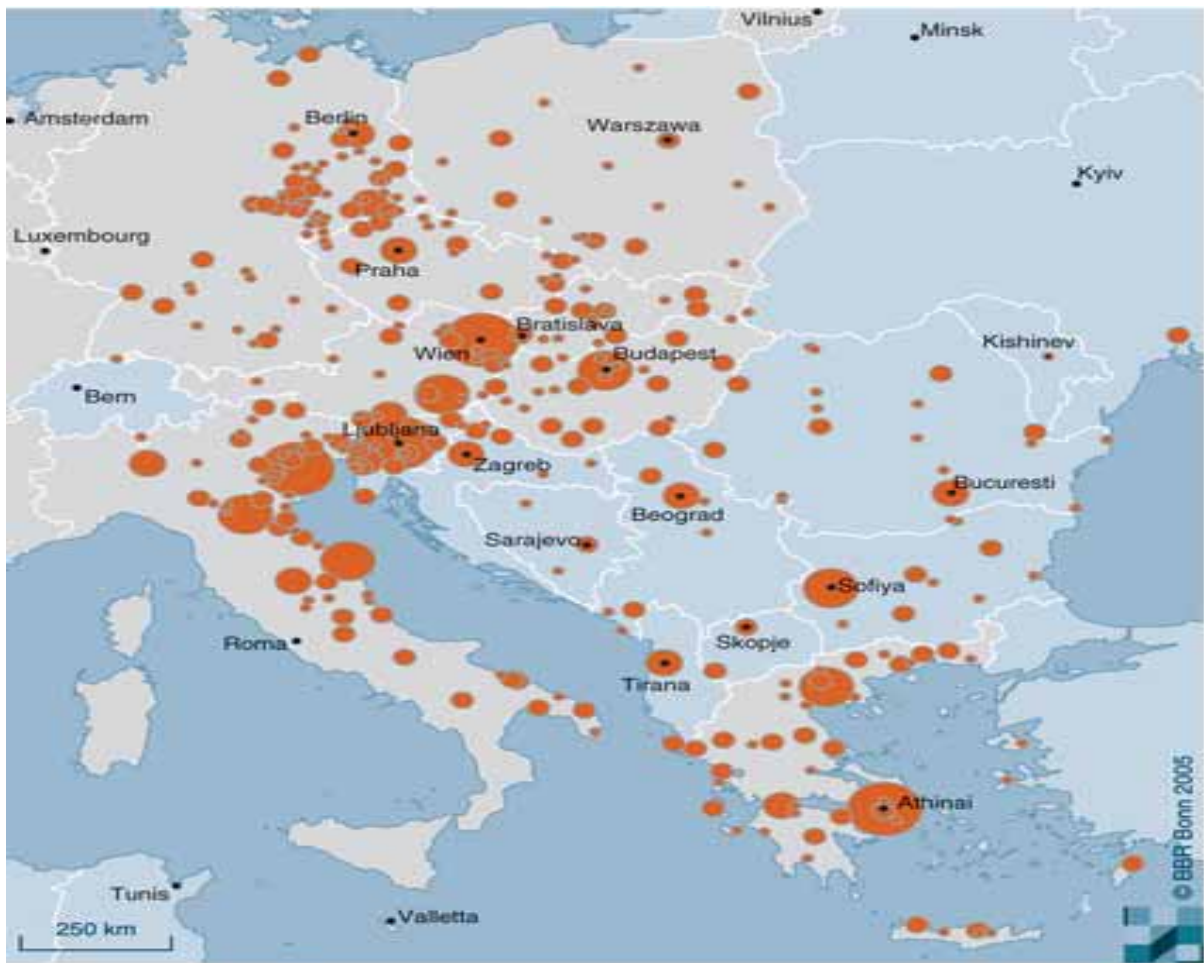 Vilnius
Minsk
Amsterdam
Berlin
Warszawa
Kyiv
Luxembourg
Praha
Bratislava
Wien
Budapest
Kishinev
Bern
Ljubljana
Zagreb
Bucuresti
Beograd
Sarajevo
Sofiya
Roma
Skopje
Tirana
Athinai
© BBR Bonn 2005
Tunis
Valletta
250 km